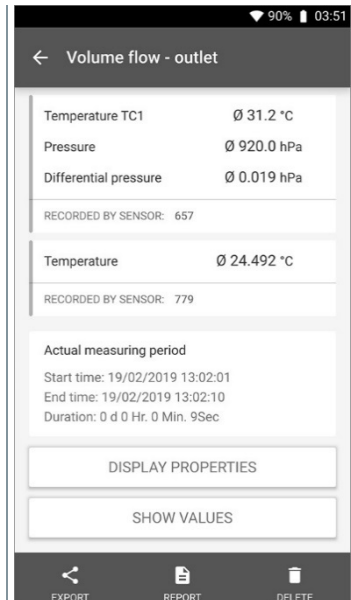 90% 03:51
Volume flow - outlet
Temperature TC1 Ø 31.2 °C
Pressure Ø 920.0 hPa
Differential pressure Ø 0.019 hPa
RECORDED BY SENSOR: 657
Temperature Ø 24.492 °C
RECORDED BY SENSOR: 779
Actual measuring period
Start time: 19/02/2019 13:02:01
End time: 19/02/2019 13:02:10
Duration: 0 d 0 Hr. 0 Min. 9Sec
DISPLAY PROPERTIES
SHOW VALUES
EXPORT REPORT DELETE